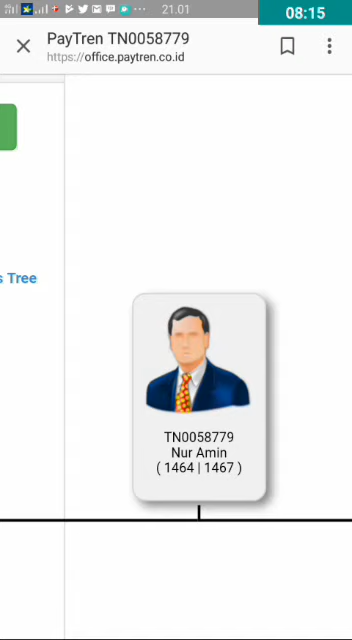 21.01
08:15
PayTren TN0058779
https://office.paytren.co.id
s Tree
TN0058779
Nur Amin
( 1464 | 1467 )